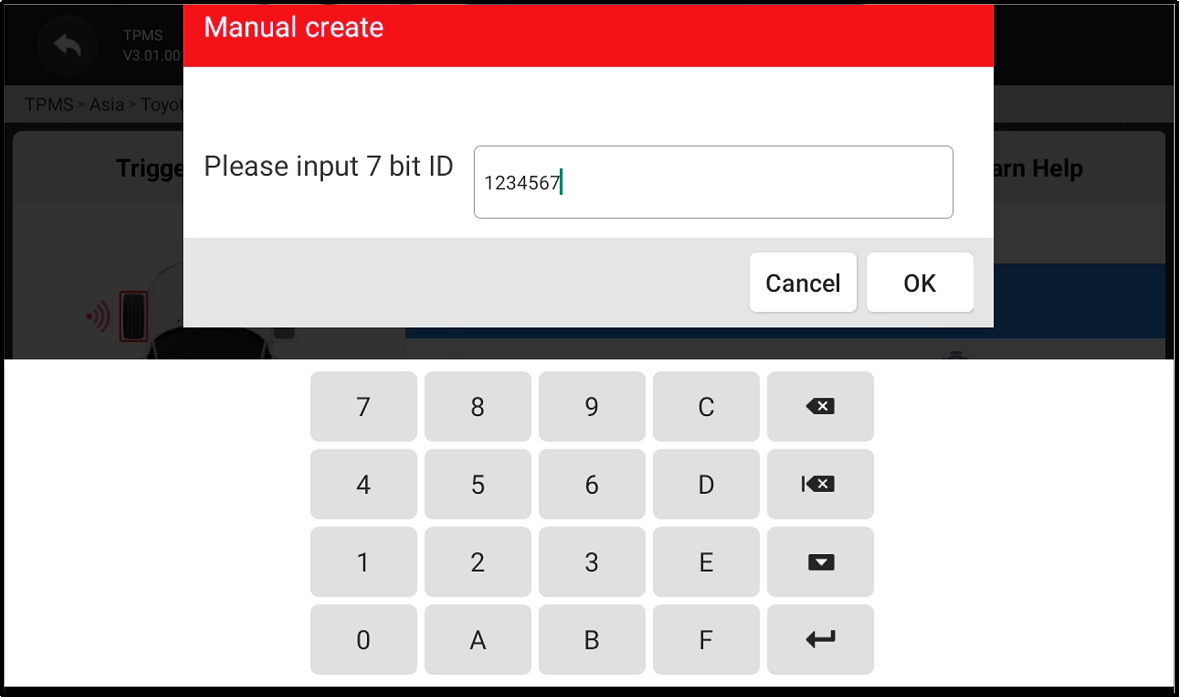 Manual create
TPMS
V3.01.00
TPMS > Asia > Toyot
Trigge
arn Help
Please input 7 bit ID
1234567
Cancel
OK
7 8 9 C
4 5 6 D
1 2 3 E
0 A B F